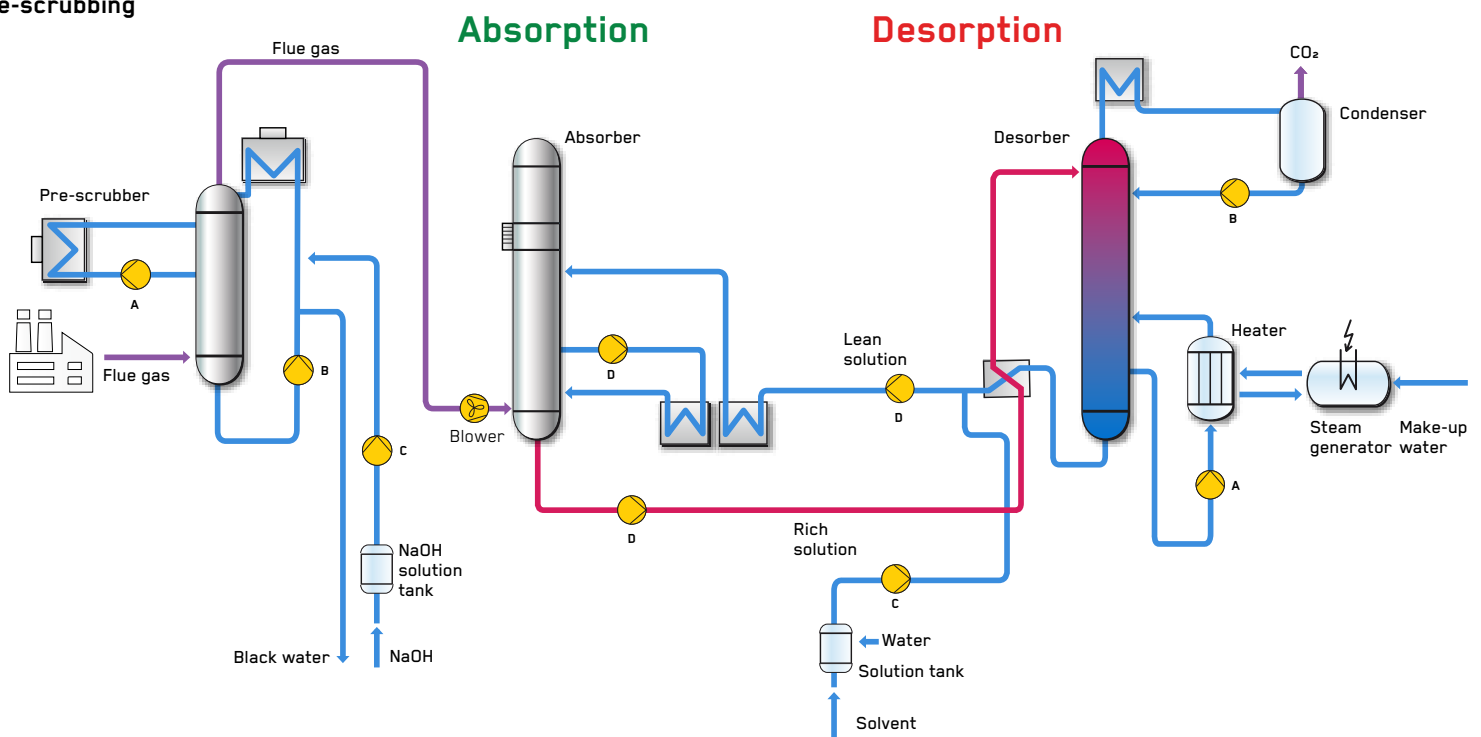 e-scrubbing
Absorption
Desorption
Flue gas
CO₂
Condenser
Absorber
Desorber
Pre-scrubber
A
B
Flue gas
B
Blower
C
D
Lean
solution
D
Heater
Steam
generator
Make-up
water
A
D
Rich
solution
NaOH
solution
tank
C
Black water
NaOH
Water
Solution tank
Solvent